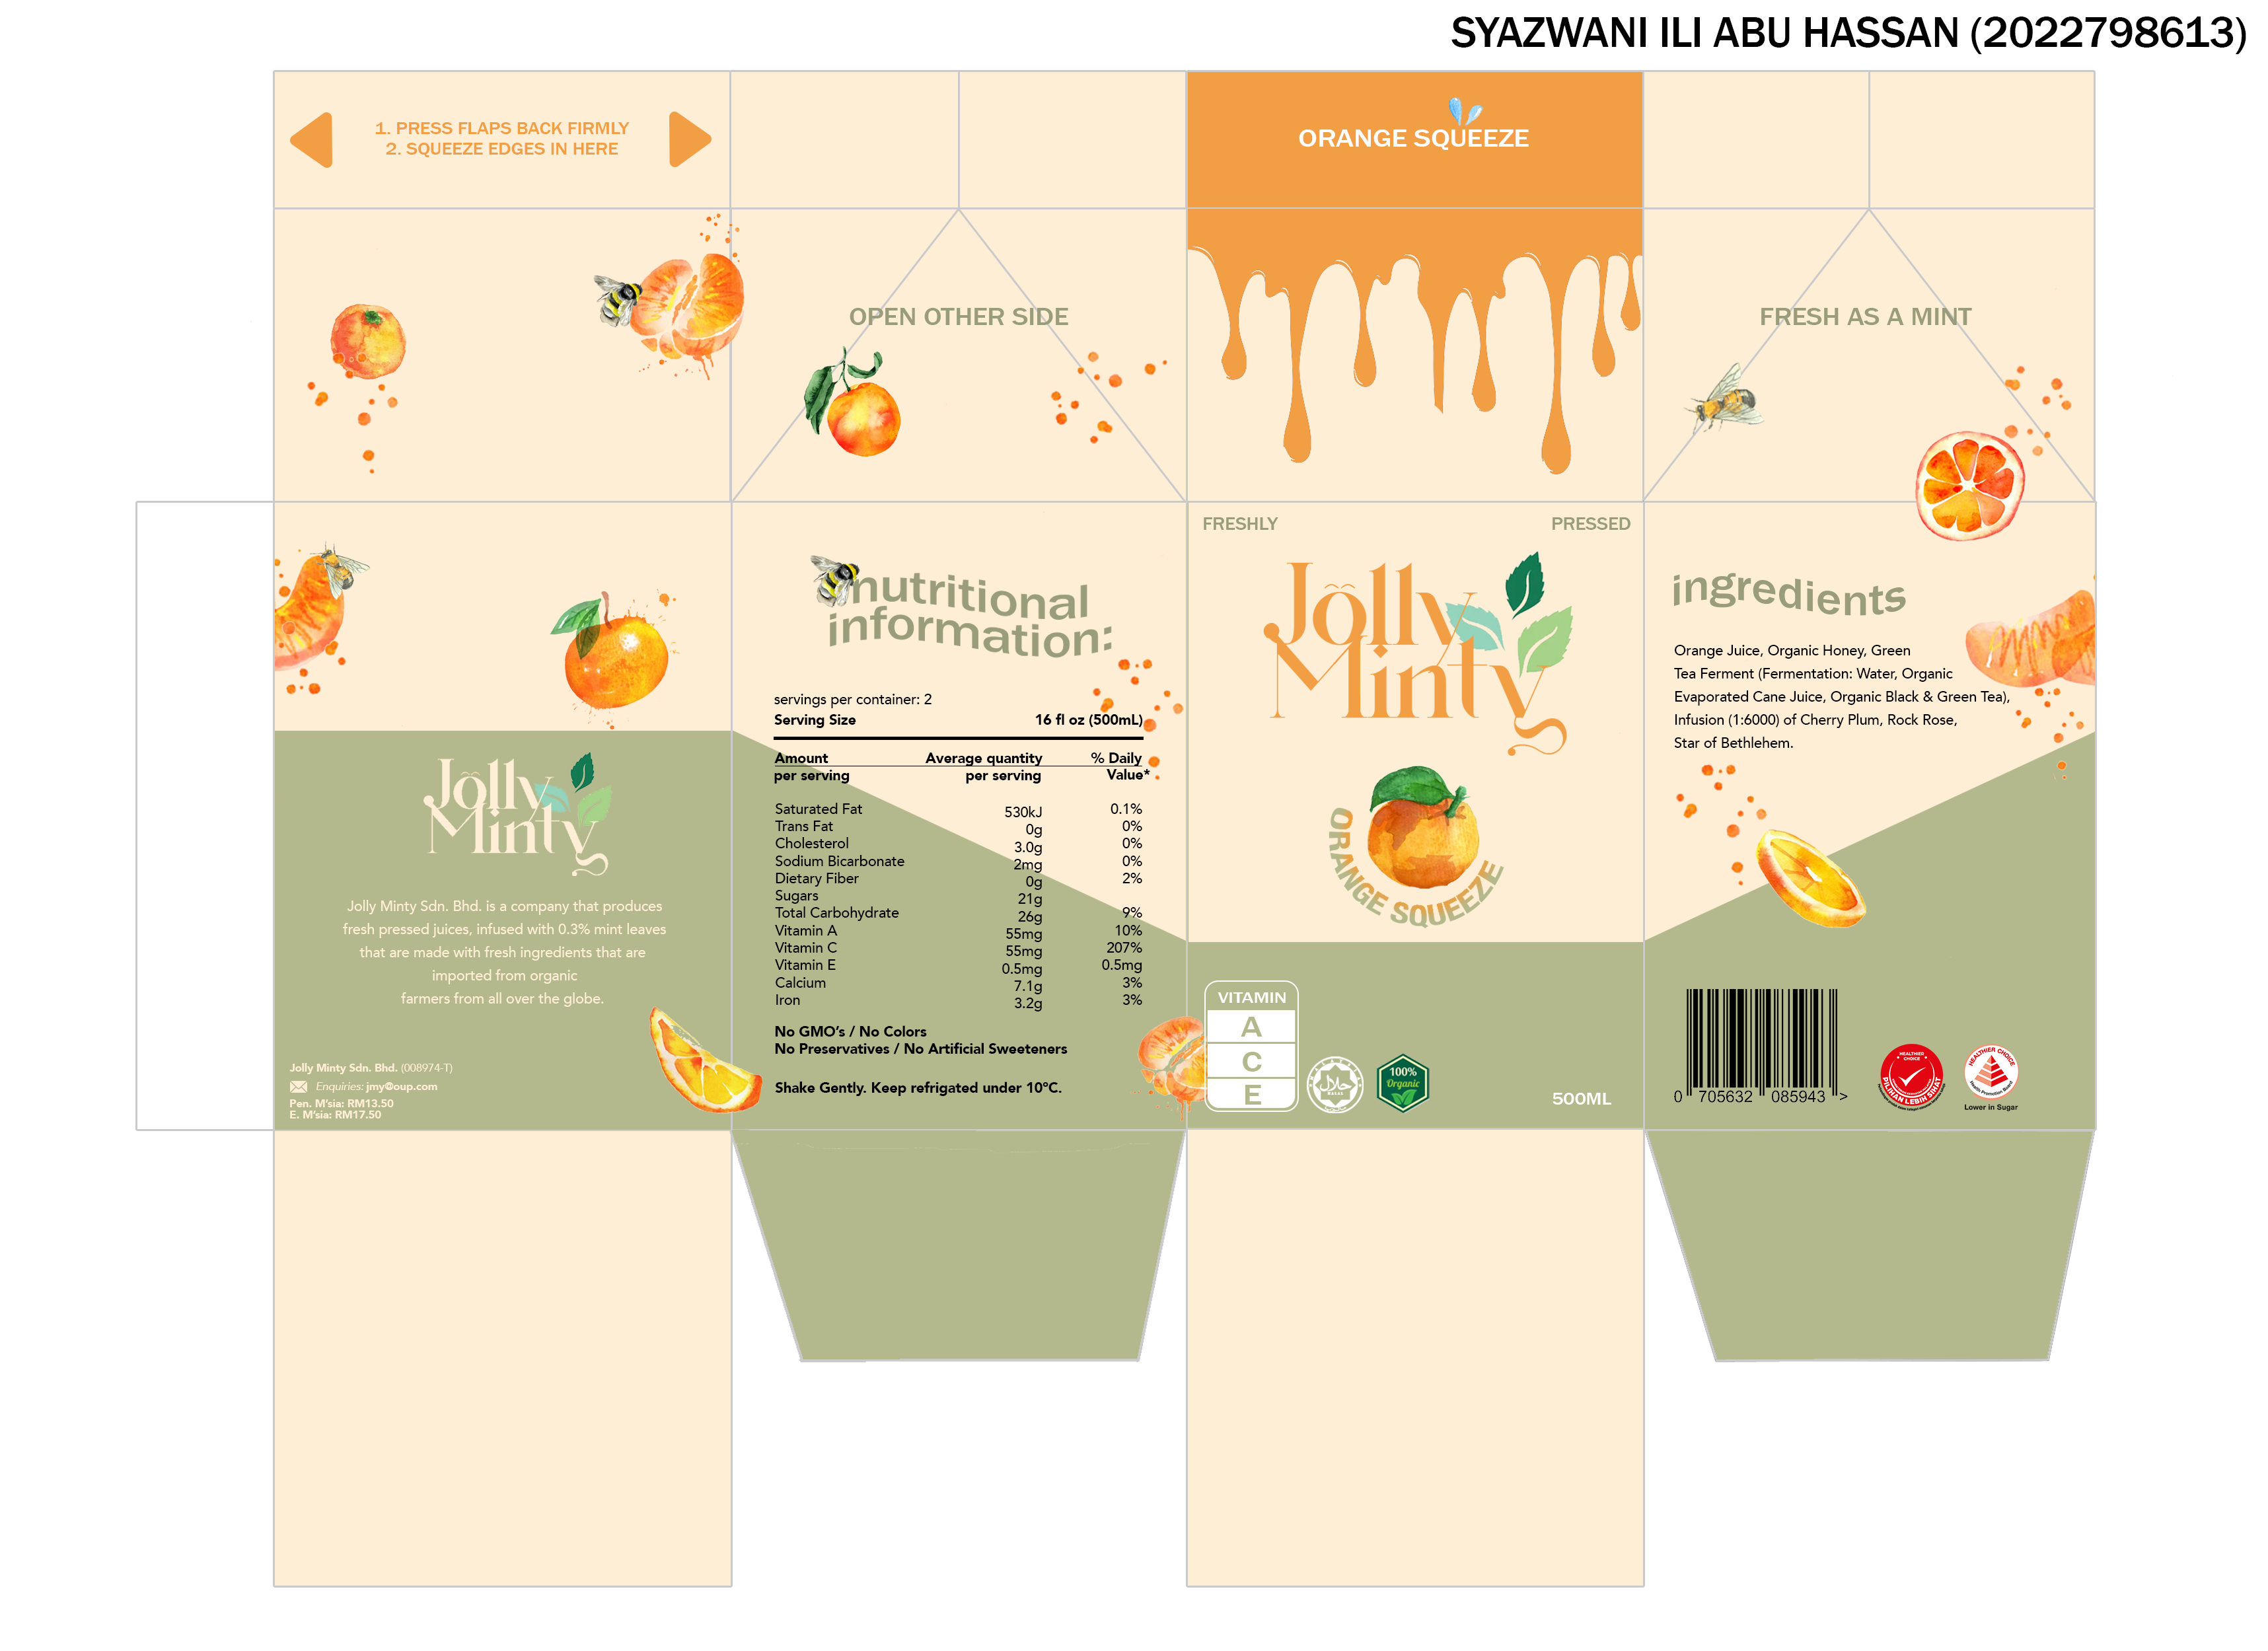 SYAZWANI ILI ABU HASSAN (2022798613)
1. PRESS FLAPS BACK FIRMLY
2. SQUEEZE EDGES IN HERE
ORANGE SQUEEZE
OPEN OTHER SIDE
FRESH AS A MINT
Jolly
Minty
Jolly Minty Sdn. Bhd. is a company that produces
fresh pressed juices, infused with 0.3% mint leaves
that are made with fresh ingredients that are
imported from organic
farmers from all over the globe.
Jolly Minty Sdn. Bhd. (008974-T)
Enquiries: jmy@oup.com
Pen. M'sia: RM13.50
E. M'sia: RM17.50
nutritional
information:
servings per container: 2
Serving Size 16 fl oz (500mL)
Amount Average quantity % Daily
per serving per serving Value*
Saturated Fat 530kJ 0.1%
Trans Fat 0g 0%
Cholesterol 3.0g 0%
Sodium Bicarbonate 2mg 0%
Dietary Fiber 0g 2%
Sugars 21g
Total Carbohydrate 26g 9%
Vitamin A 55mg 10%
Vitamin C 55mg 207%
Vitamin E 0.5mg 0.5mg
Calcium 7.1g 3%
Iron 3.2g 3%
No GMO's / No Colors
No Preservatives / No Artificial Sweeteners
Shake Gently. Keep refrigated under 10°C.
FRESHLY PRESSED
Jolly
Minty
ORANGE SQUEEZE
VITAMIN
A
C
E
حلال
HALAL
100%
Organic
500ML
ingredients
Orange Juice, Organic Honey, Green
Tea Ferment (Fermentation: Water, Organic
Evaporated Cane Juice, Organic Black & Green Tea),
Infusion (1:6000) of Cherry Plum, Rock Rose,
Star of Bethlehem.
0 705632 085943 >
HEALTHIER
CHOICE
PILIHAN LEBIH SIHAT
HEALTHIER CHOICE
Health Promotion Board
Lower in Sugar